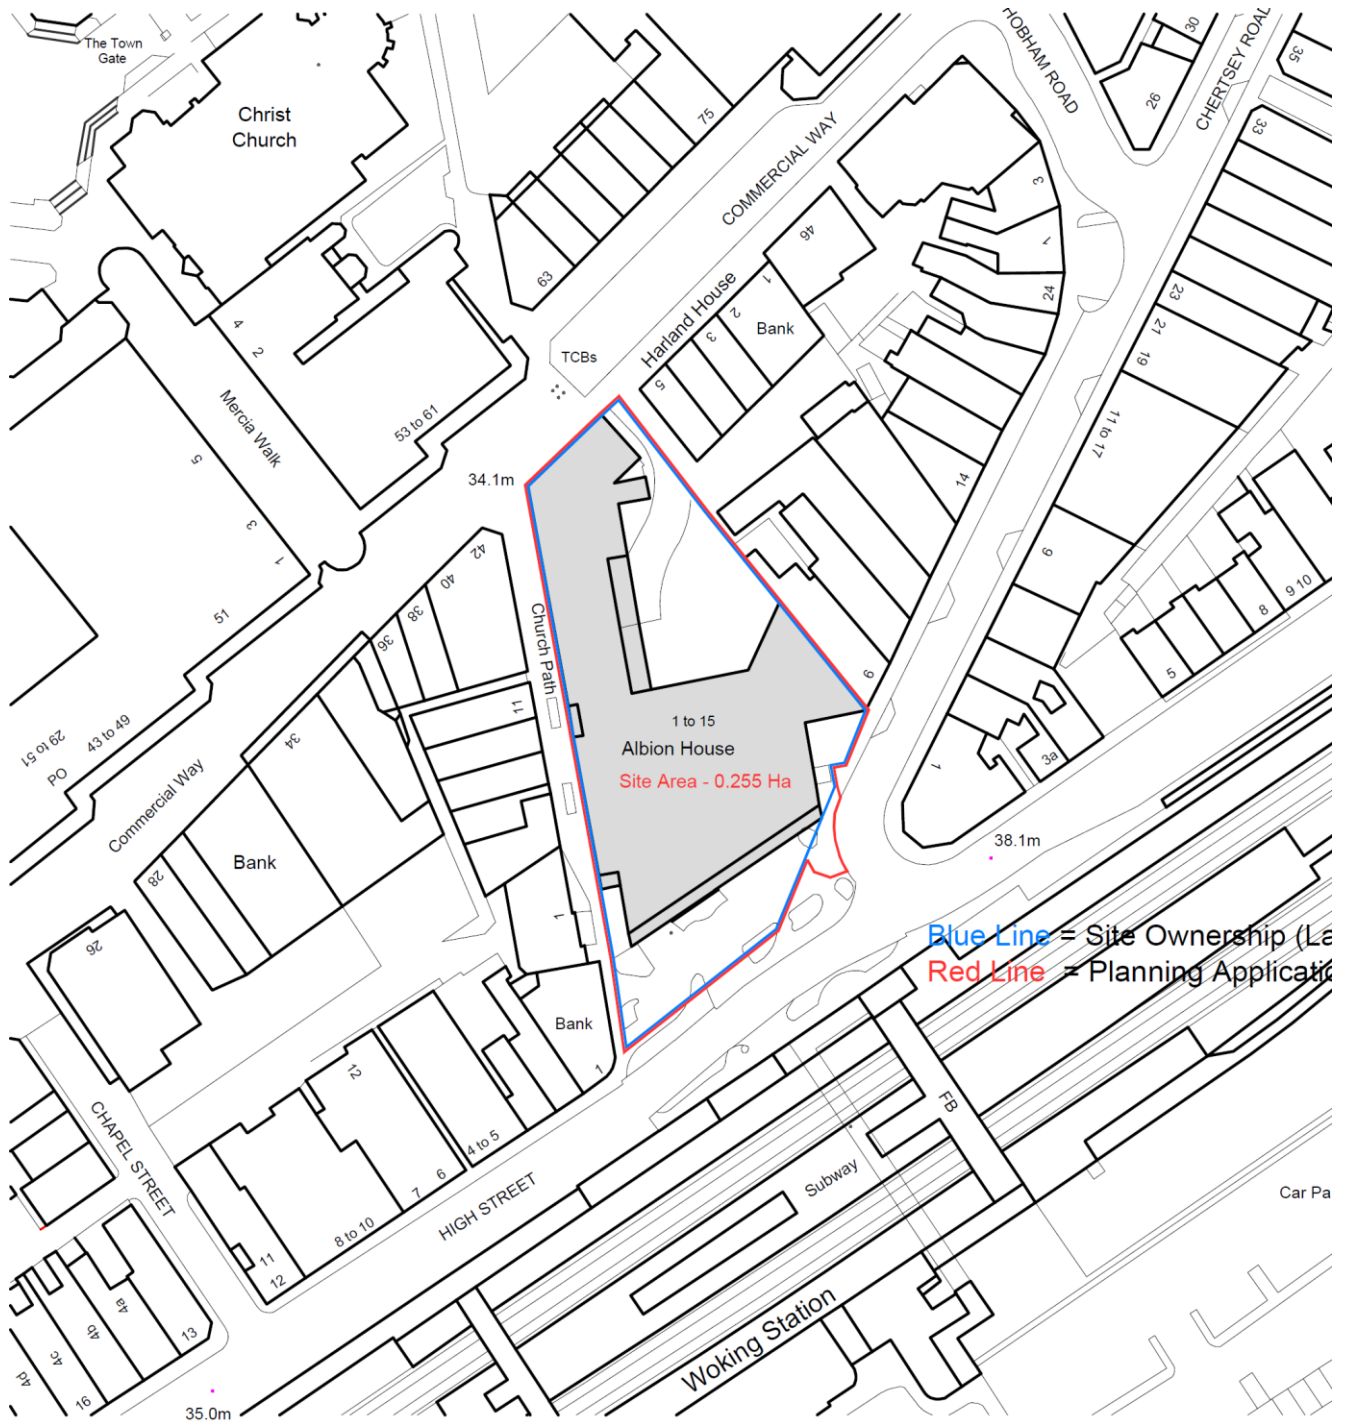 The Town
Gate
Christ
Church
75
COMMERCIAL WAY
HOBHAM ROAD
30
26
CHERTSEY ROAD
35
33
3
1
24
46
1
2
3
5
Bank
Harland House
TCBs
63
23
21
19
11 to 17
14
9
6
4
2
Mercia Walk
53 to 61
5
3
1
51
34.1m
42
40
38
36
Church Path
11
43 to 49
29 to 51
PO
34
Commercial Way
Bank
28
26
1 to 15
Albion House
Site Area - 0.255 Ha
5
8
9 10
3a
1
38.1m
Blue Line = Site Ownership (La
Red Line = Planning Applicatio
1
Bank
1
12
CHAPEL STREET
4 to 5
6
7
8 to 10
11
12
HIGH STREET
FB
Subway
Car Pa
Woking Station
4a
4b
4c
4d
13
16
35.0m